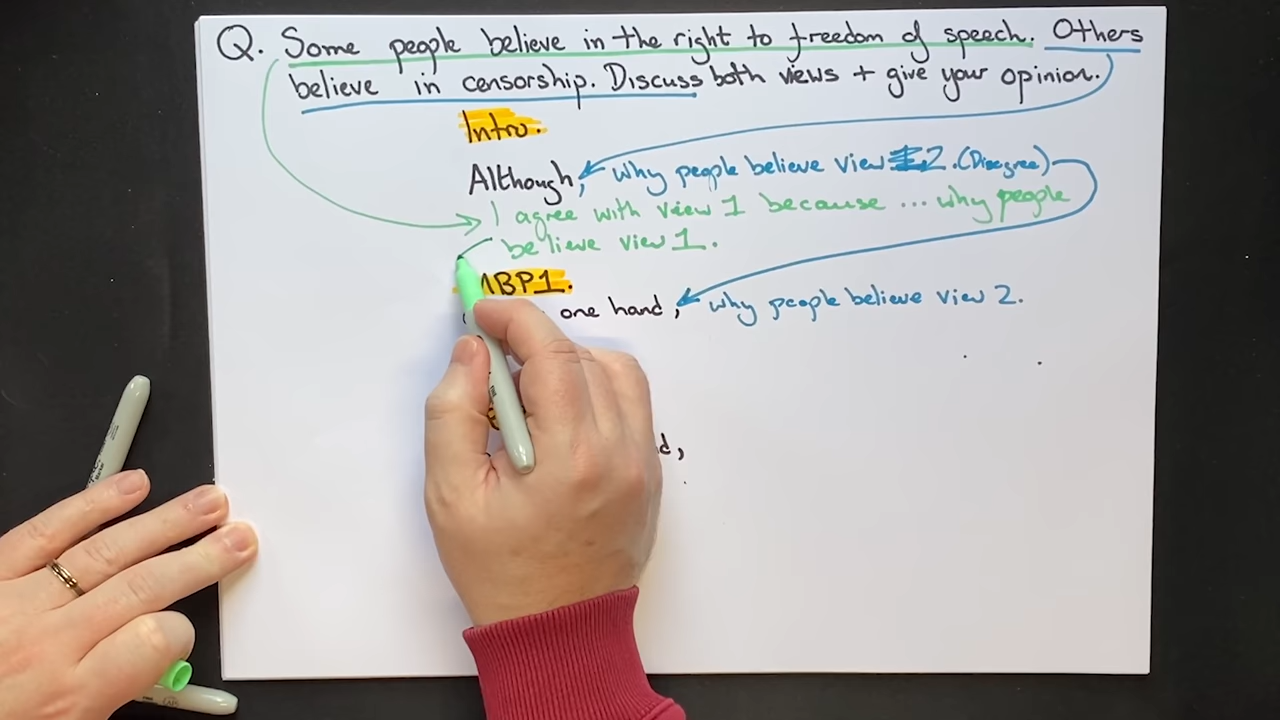 Q. Some people believe in the right to freedom of speech. Others
believe in censorship. Discuss both views + give your opinion.
Intro.
Although, why people believe view 2. (Disagree)
I agree with view 1 because ... why people
believe view 1.
MBP1.
one hand, why people believe view 2.